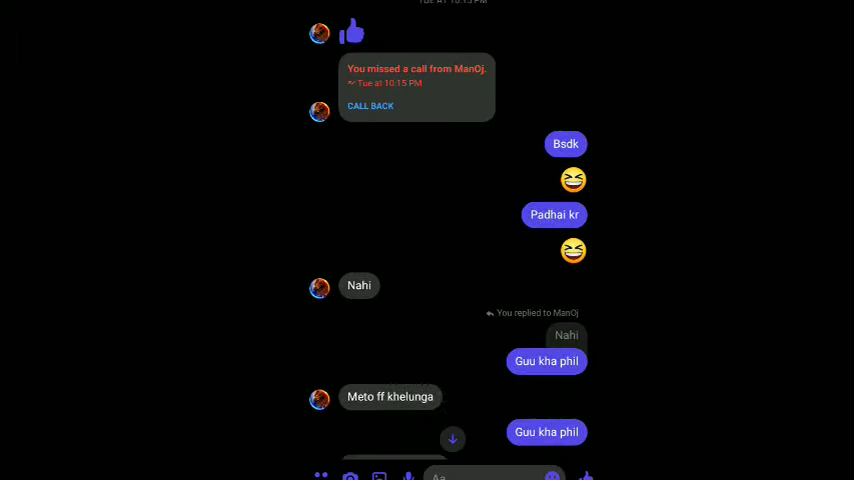 You missed a call from ManOj.
Tue at 10:15 PM
CALL BACK
Bsdk
Padhai kr
Nahi
You replied to ManOj
Nahi
Guu kha phil
Meto ff khelunga
Guu kha phil
Aa